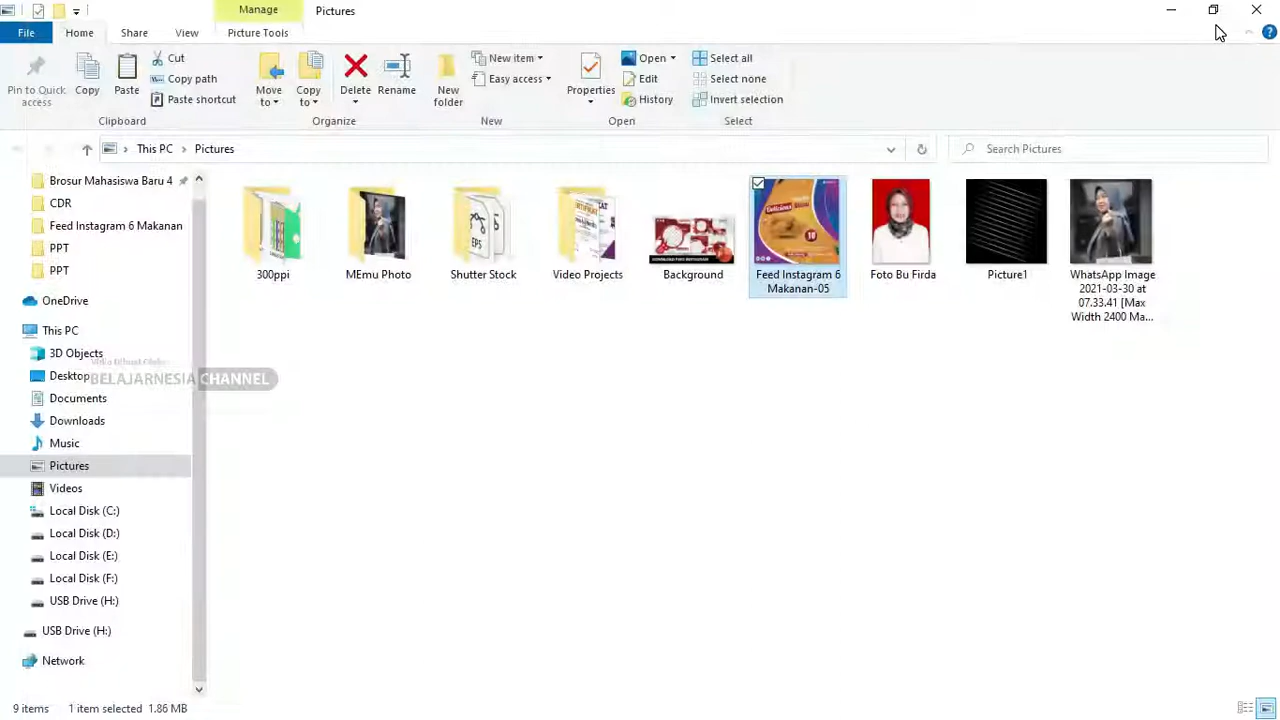 Manage
Pictures
File
Home
Share
View
Picture Tools
Pin to Quick
access
Copy
Paste
Cut
Copy path
Paste shortcut
Clipboard
Move
to
Copy
to
Delete
Rename
Organize
New
folder
New item
Easy access
New
Properties
Open
Edit
History
Open
Select all
Select none
Invert selection
Select
This PC
Pictures
Search Pictures
Brosur Mahasiswa Baru 4
CDR
Feed Instagram 6 Makanan
PPT
PPT
OneDrive
This PC
3D Objects
Desktop
Documents
Downloads
Music
Pictures
Videos
Local Disk (C:)
Local Disk (D:)
Local Disk (E:)
Local Disk (F:)
USB Drive (H:)
USB Drive (H:)
Network
BELAJARNESIA CHANNEL
300ppi
MEmu Photo
EPS
Shutter Stock
Video Projects
Background
Delicious
Feed Instagram 6
Makanan-05
Foto Bu Firda
Picture1
WhatsApp Image
2021-03-30 at
07.33.41 [Max
Width 2400 Ma...
9 items
1 item selected 1.86 MB